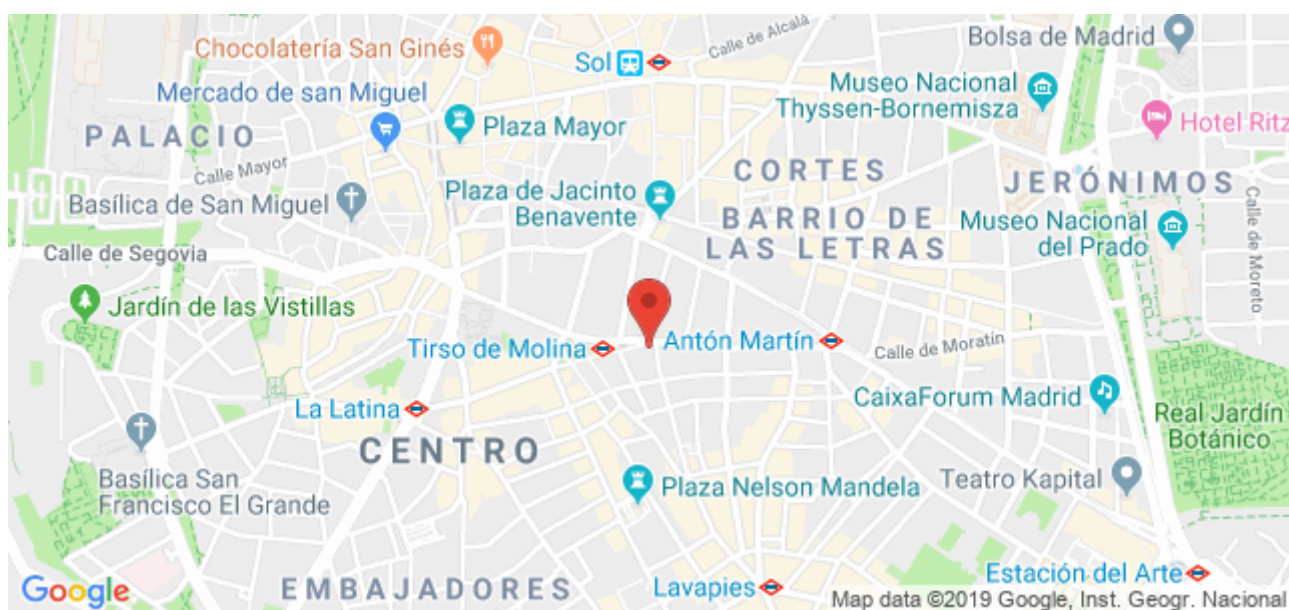 Chocolatería San Ginés
Sol
Calle de Alcalá
Bolsa de Madrid
Mercado de san Miguel
Museo Nacional
Thyssen-Bornemisza
Hotel Ritz
PALACIO
Plaza Mayor
Calle Mayor
CORTES
JERÓNIMOS
Basílica de San Miguel
Plaza de Jacinto
Benavente
BARRIO DE
LAS LETRAS
Museo Nacional
del Prado
Calle de Moreto
Calle de Segovia
Jardín de las Vistillas
Tirso de Molina
Antón Martín
Calle de Moratín
La Latina
CaixaForum Madrid
Real Jardín
Botánico
CENTRO
Basílica San
Francisco El Grande
Plaza Nelson Mandela
Teatro Kapital
EMBAJADORES
Lavapies
Estación del Arte
Google
Map data ©2019 Google, Inst. Geogr. Nacional